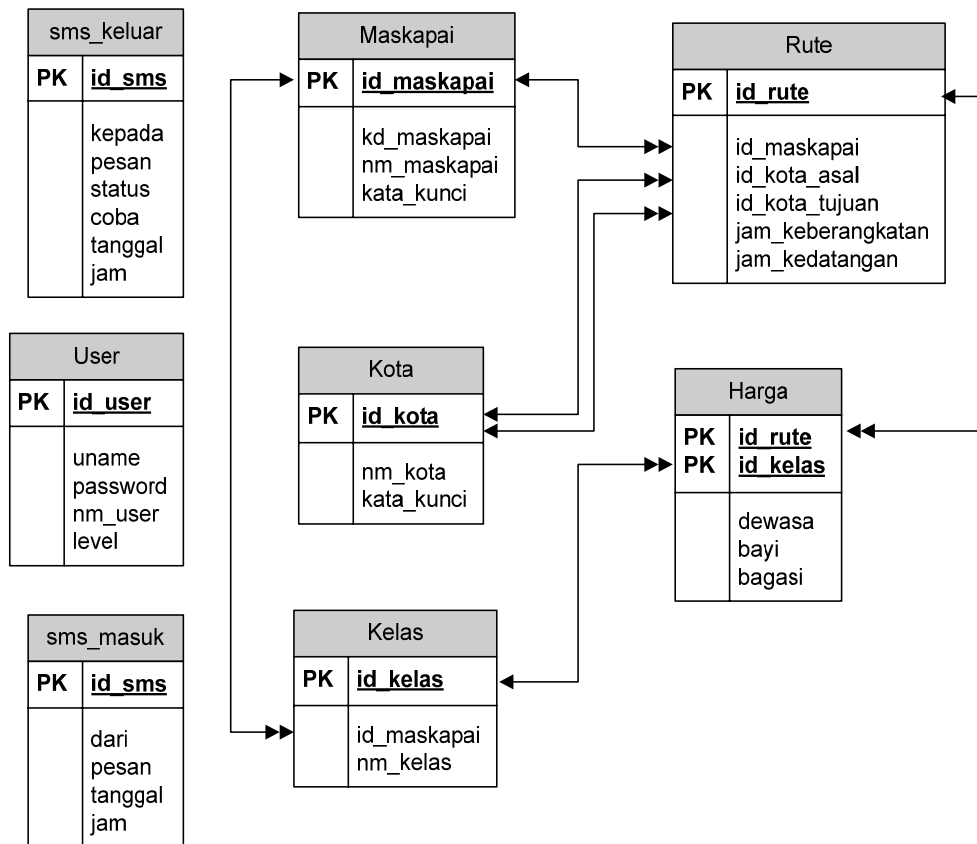 sms_keluar
PK id_sms
kepada
pesan
status
coba
tanggal
jam
Maskapai
PK id_maskapai
kd_maskapai
nm_maskapai
kata_kunci
Rute
PK id_rute
id_maskapai
id_kota_asal
id_kota_tujuan
jam_keberangkatan
jam_kedatangan
User
PK id_user
uname
password
nm_user
level
Kota
PK id_kota
nm_kota
kata_kunci
Harga
PK id_rute
PK id_kelas
dewasa
bayi
bagasi
sms_masuk
PK id_sms
dari
pesan
tanggal
jam
Kelas
PK id_kelas
id_maskapai
nm_kelas